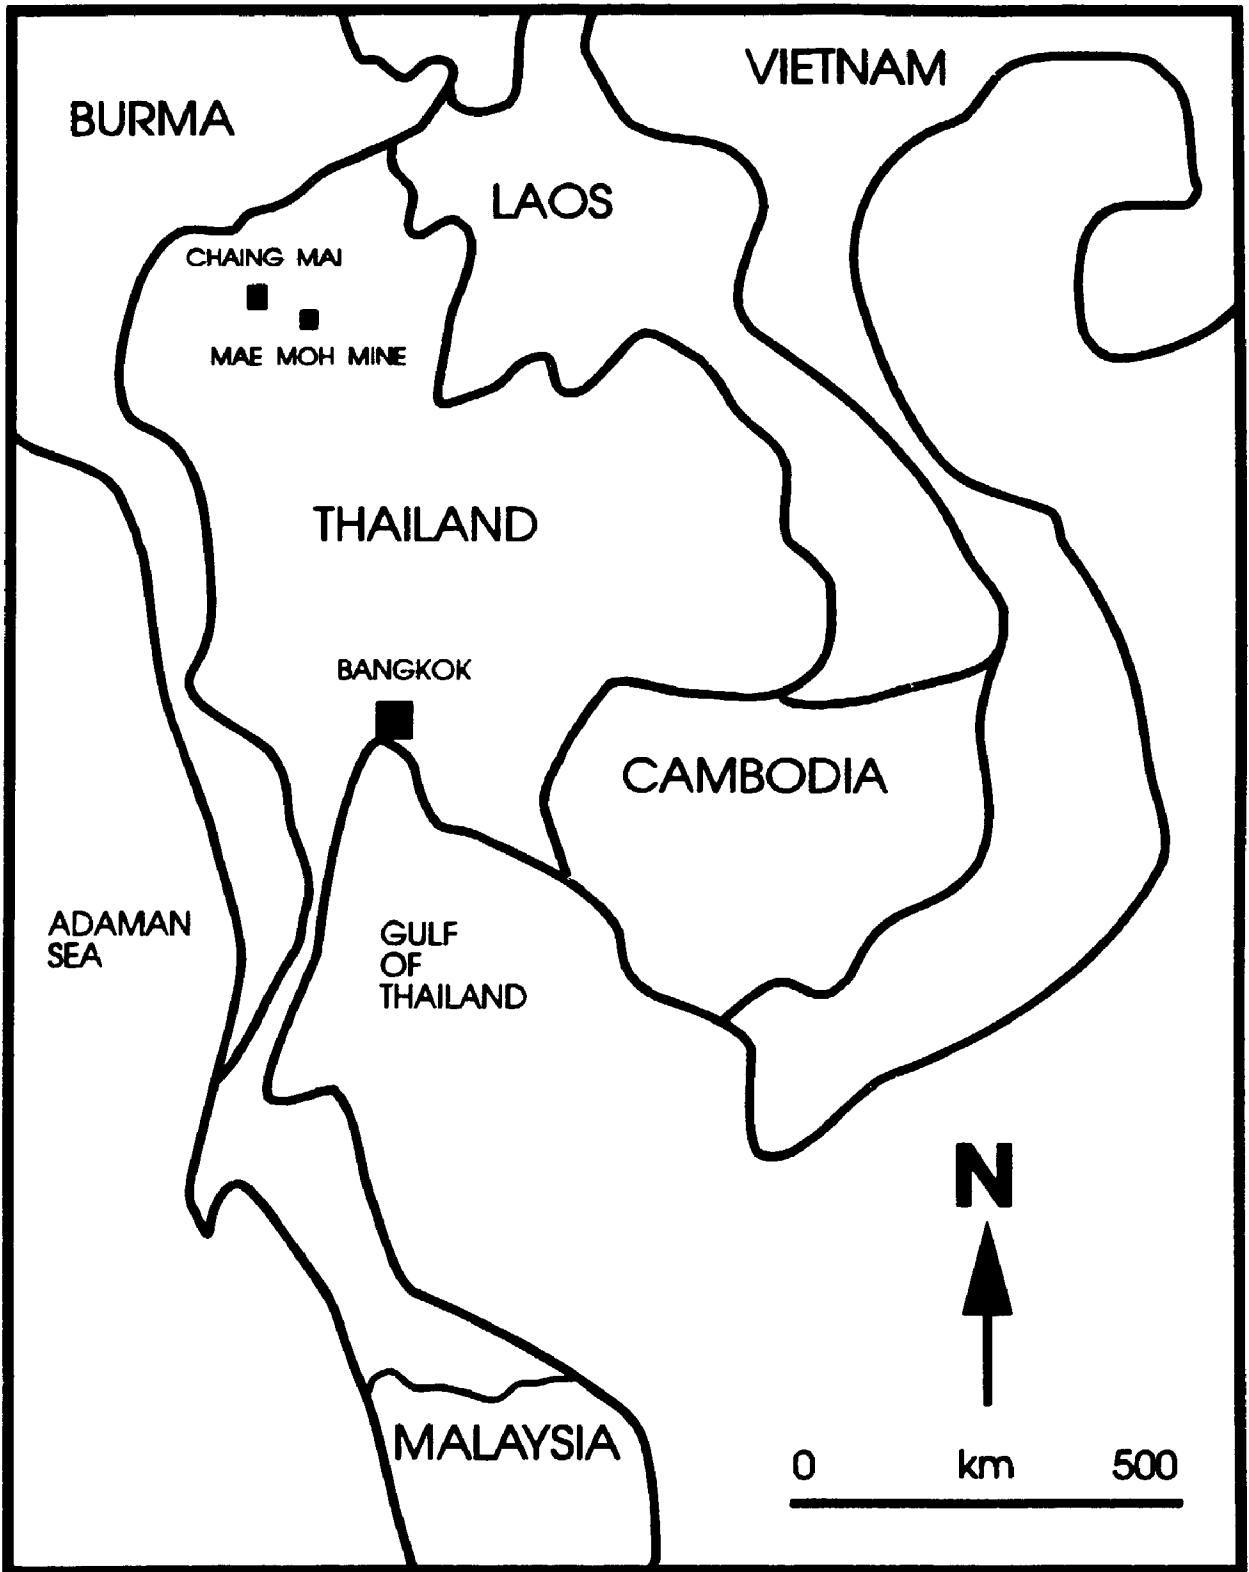 VIETNAM
BURMA
LAOS
CHAING MAI
MAE MOH MINE
THAILAND
BANGKOK
CAMBODIA
ADAMAN
SEA
GULF
OF
THAILAND
N
MALAYSIA
0 km 500